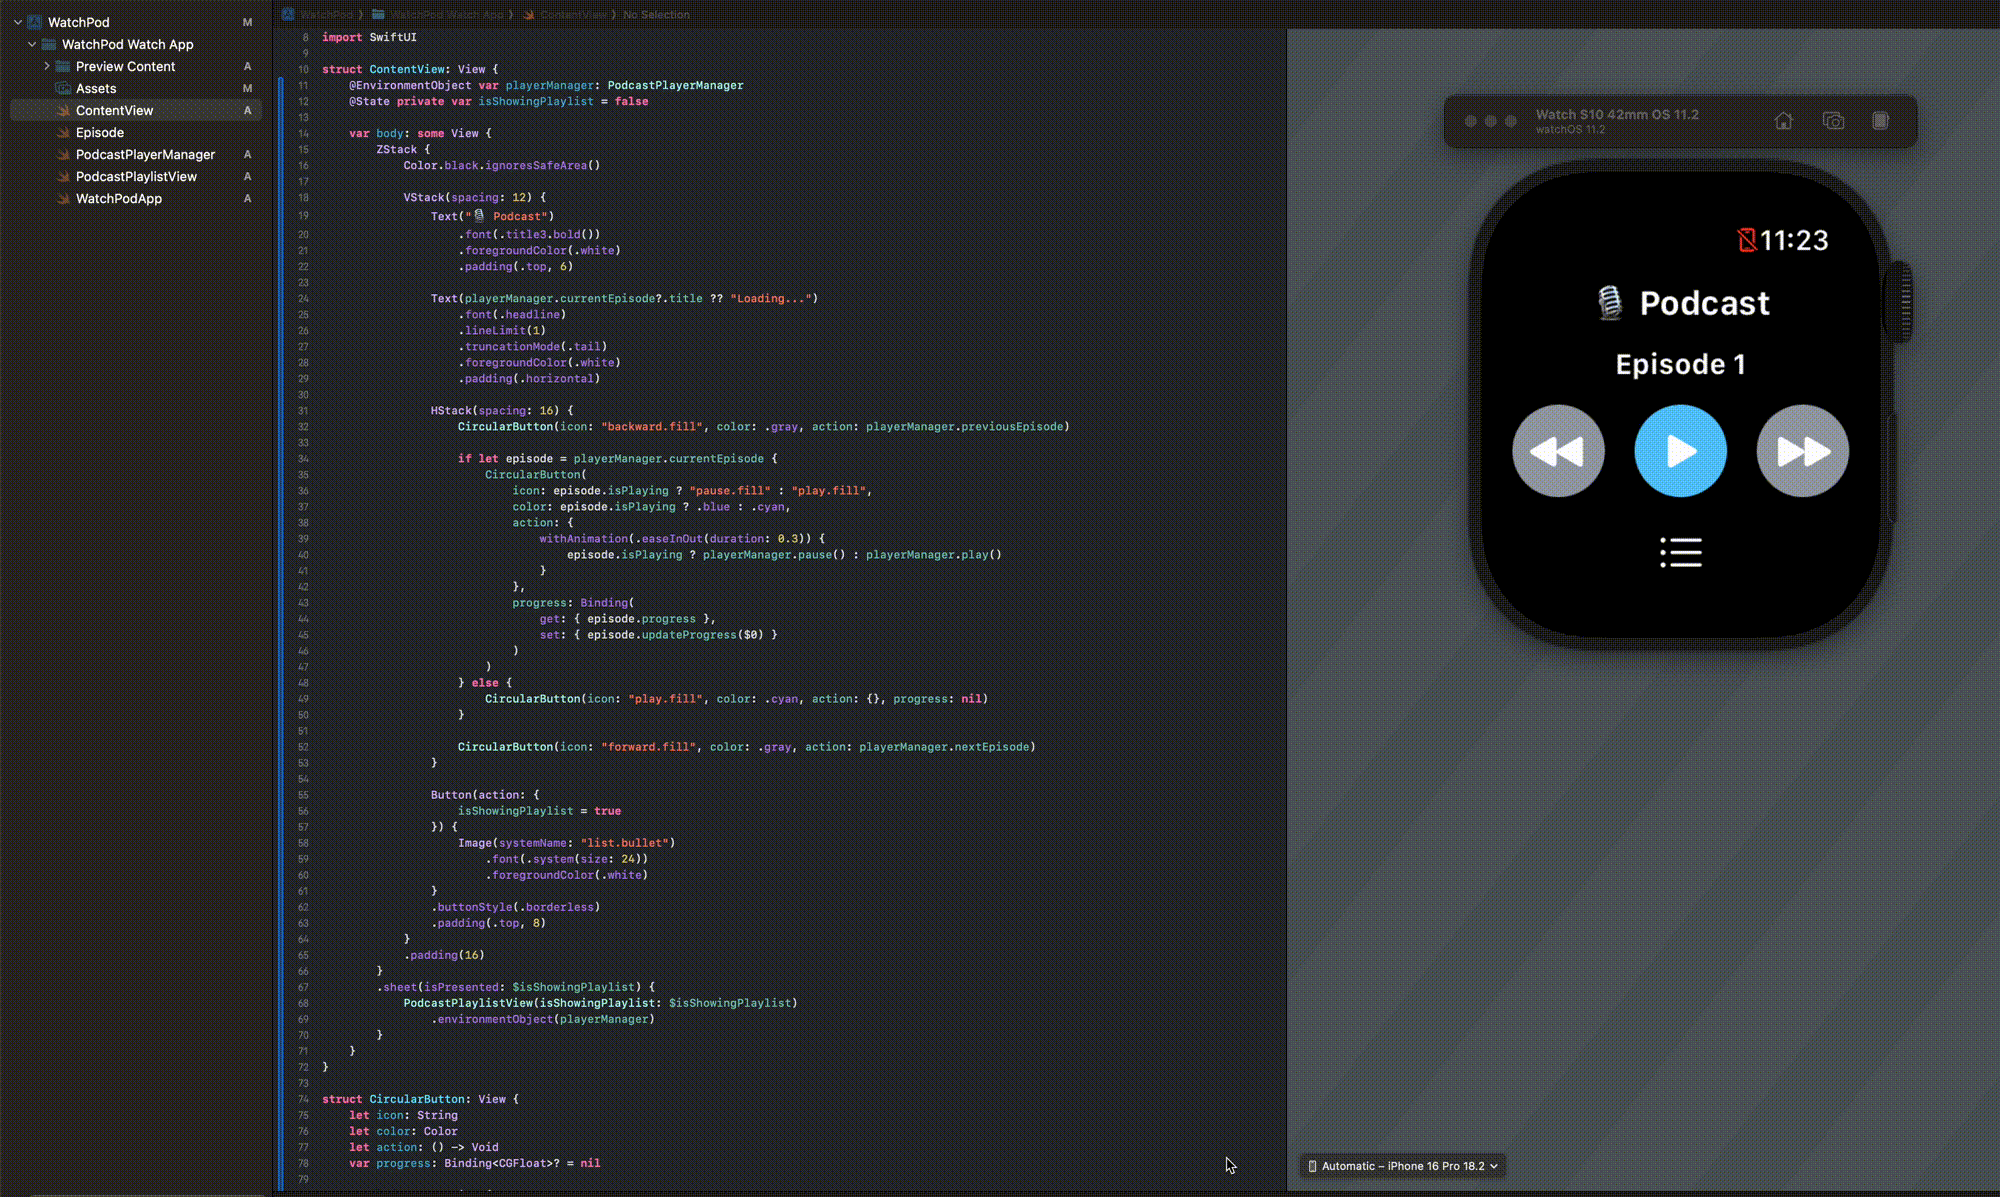 WatchPod M
WatchPod Watch App
Preview Content A
Assets M
ContentView A
Episode
PodcastPlayerManager A
PodcastPlaylistView A
WatchPodApp A
WatchPod 〉 WatchPod Watch App 〉 ContentView 〉 No Selection
8 import SwiftUI
9
10 struct ContentView: View {
11 @EnvironmentObject var playerManager: PodcastPlayerManager
12 @State private var isShowingPlaylist = false
13
14 var body: some View {
15 ZStack {
16 Color.black.ignoresSafeArea()
17
18 VStack(spacing: 12) {
19 Text("🎙️ Podcast")
20 .font(.title3.bold())
21 .foregroundColor(.white)
22 .padding(.top, 6)
23
24 Text(playerManager.currentEpisode?.title ?? "Loading...")
25 .font(.headline)
26 .lineLimit(1)
27 .truncationMode(.tail)
28 .foregroundColor(.white)
29 .padding(.horizontal)
30
31 HStack(spacing: 16) {
32 CircularButton(icon: "backward.fill", color: .gray, action: playerManager.previousEpisode)
33
34 if let episode = playerManager.currentEpisode {
35 CircularButton(
36 icon: episode.isPlaying ? "pause.fill" : "play.fill",
37 color: episode.isPlaying ? .blue : .cyan,
38 action: {
39 withAnimation(.easeInOut(duration: 0.3)) {
40 episode.isPlaying ? playerManager.pause() : playerManager.play()
41 }
42 },
43 progress: Binding(
44 get: { episode.progress },
45 set: { episode.updateProgress($0) }
46 )
47 )
48 } else {
49 CircularButton(icon: "play.fill", color: .cyan, action: {}, progress: nil)
50 }
51
52 CircularButton(icon: "forward.fill", color: .gray, action: playerManager.nextEpisode)
53 }
54
55 Button(action: {
56 isShowingPlaylist = true
57 }) {
58 Image(systemName: "list.bullet")
59 .font(.system(size: 24))
60 .foregroundColor(.white)
61 }
62 .buttonStyle(.borderless)
63 .padding(.top, 8)
64 }
65 .padding(16)
66 }
67 .sheet(isPresented: $isShowingPlaylist) {
68 PodcastPlaylistView(isShowingPlaylist: $isShowingPlaylist)
69 .environmentObject(playerManager)
70 }
71 }
72 }
73
74 struct CircularButton: View {
75 let icon: String
76 let color: Color
77 let action: () -> Void
78 var progress: Binding<CGFloat>? = nil
79
Watch S10 42mm OS 11.2
watchOS 11.2
11:23
🎙️ Podcast
Episode 1
Automatic – iPhone 16 Pro 18.2